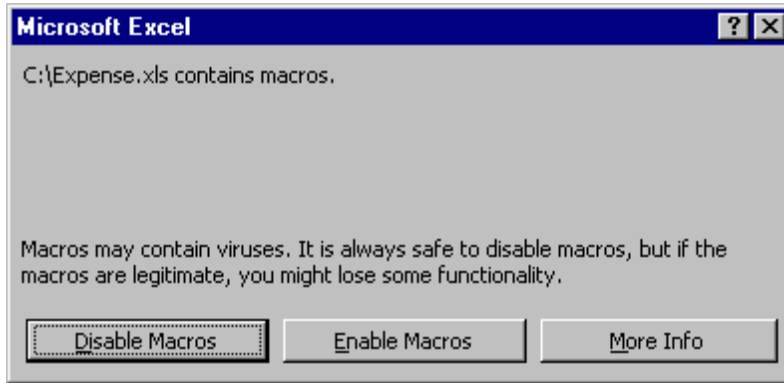 Microsoft Excel
C:\Expense.xls contains macros.
Macros may contain viruses. It is always safe to disable macros, but if the
macros are legitimate, you might lose some functionality.
Disable Macros Enable Macros More Info